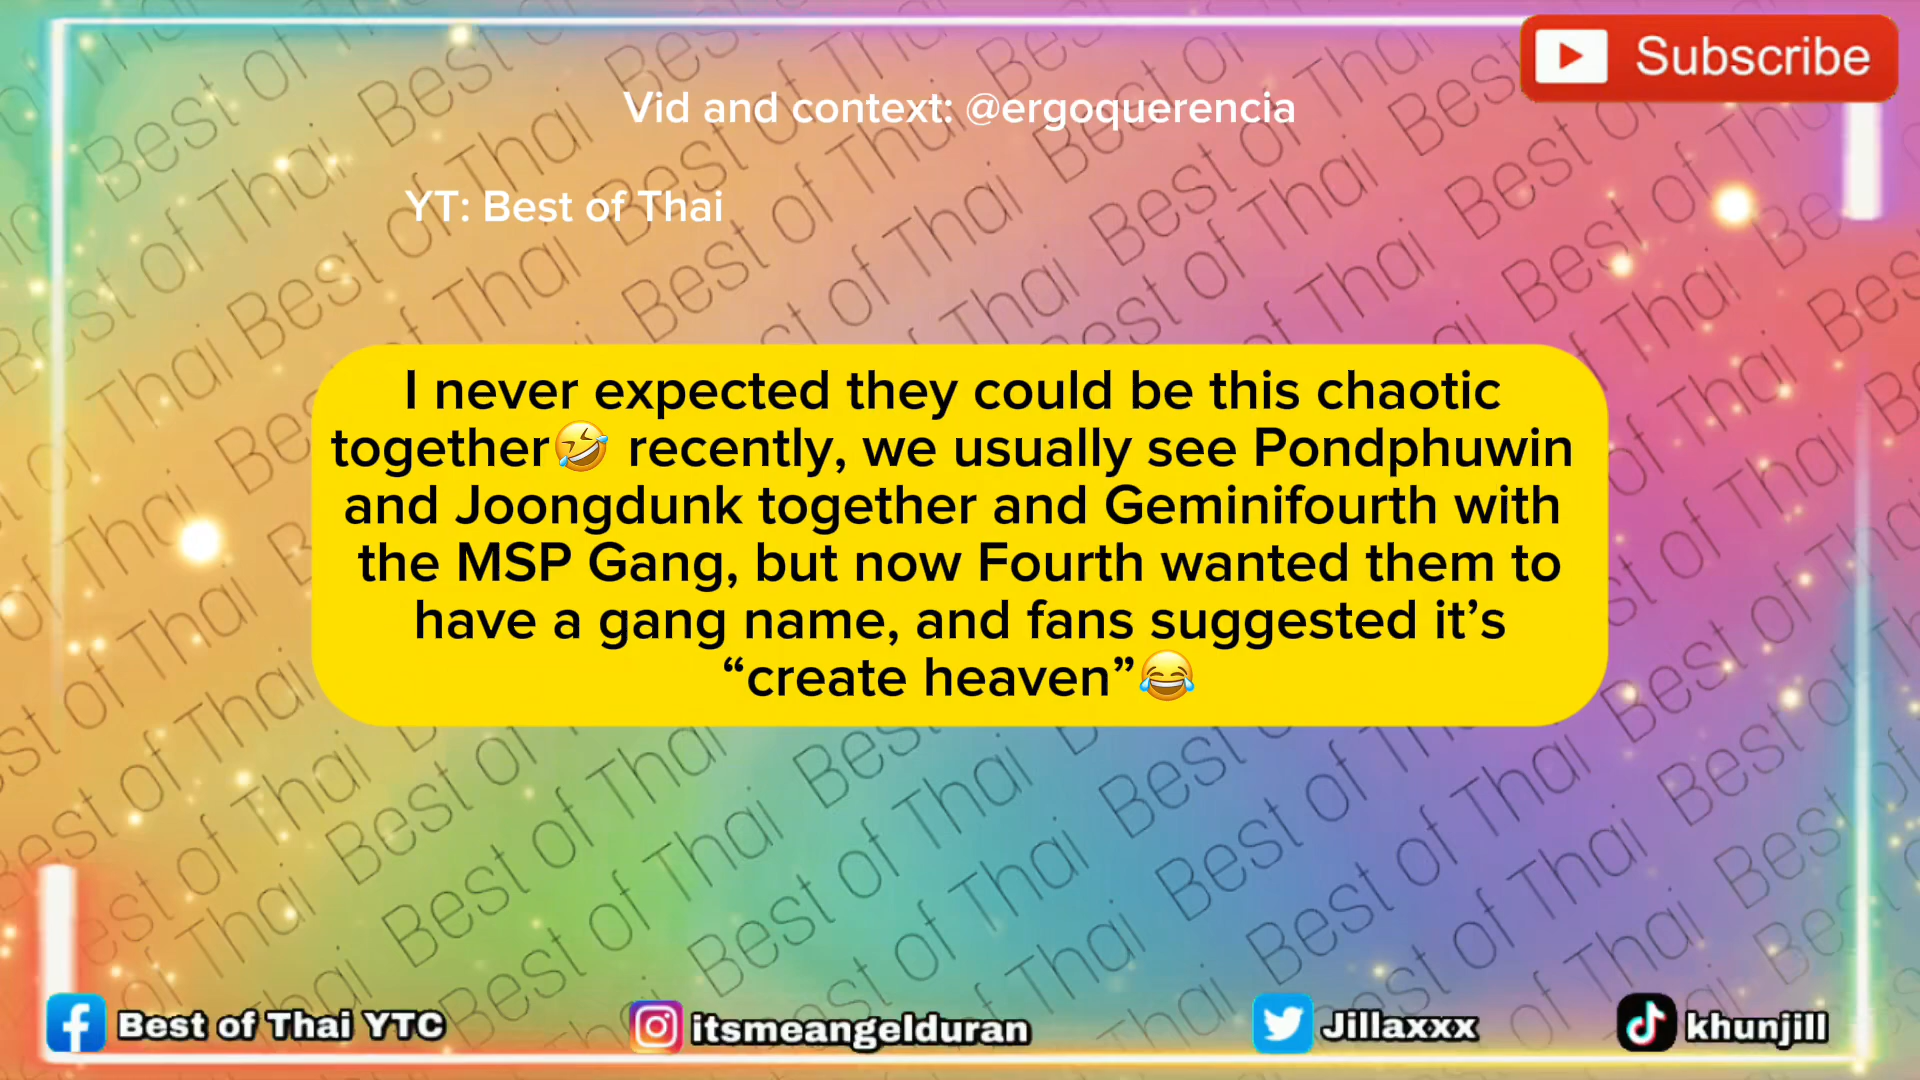 Subscribe
Vid and context: @ergoquerencia
YT: Best of Thai
I never expected they could be this chaotic
together🤣 recently, we usually see Pondphuwin
and Joongdunk together and Geminifourth with
the MSP Gang, but now Fourth wanted them to
have a gang name, and fans suggested it’s
“create heaven”😂
Best of Thai YTC
itsmeangelduran
Jillaxxx
khunjill